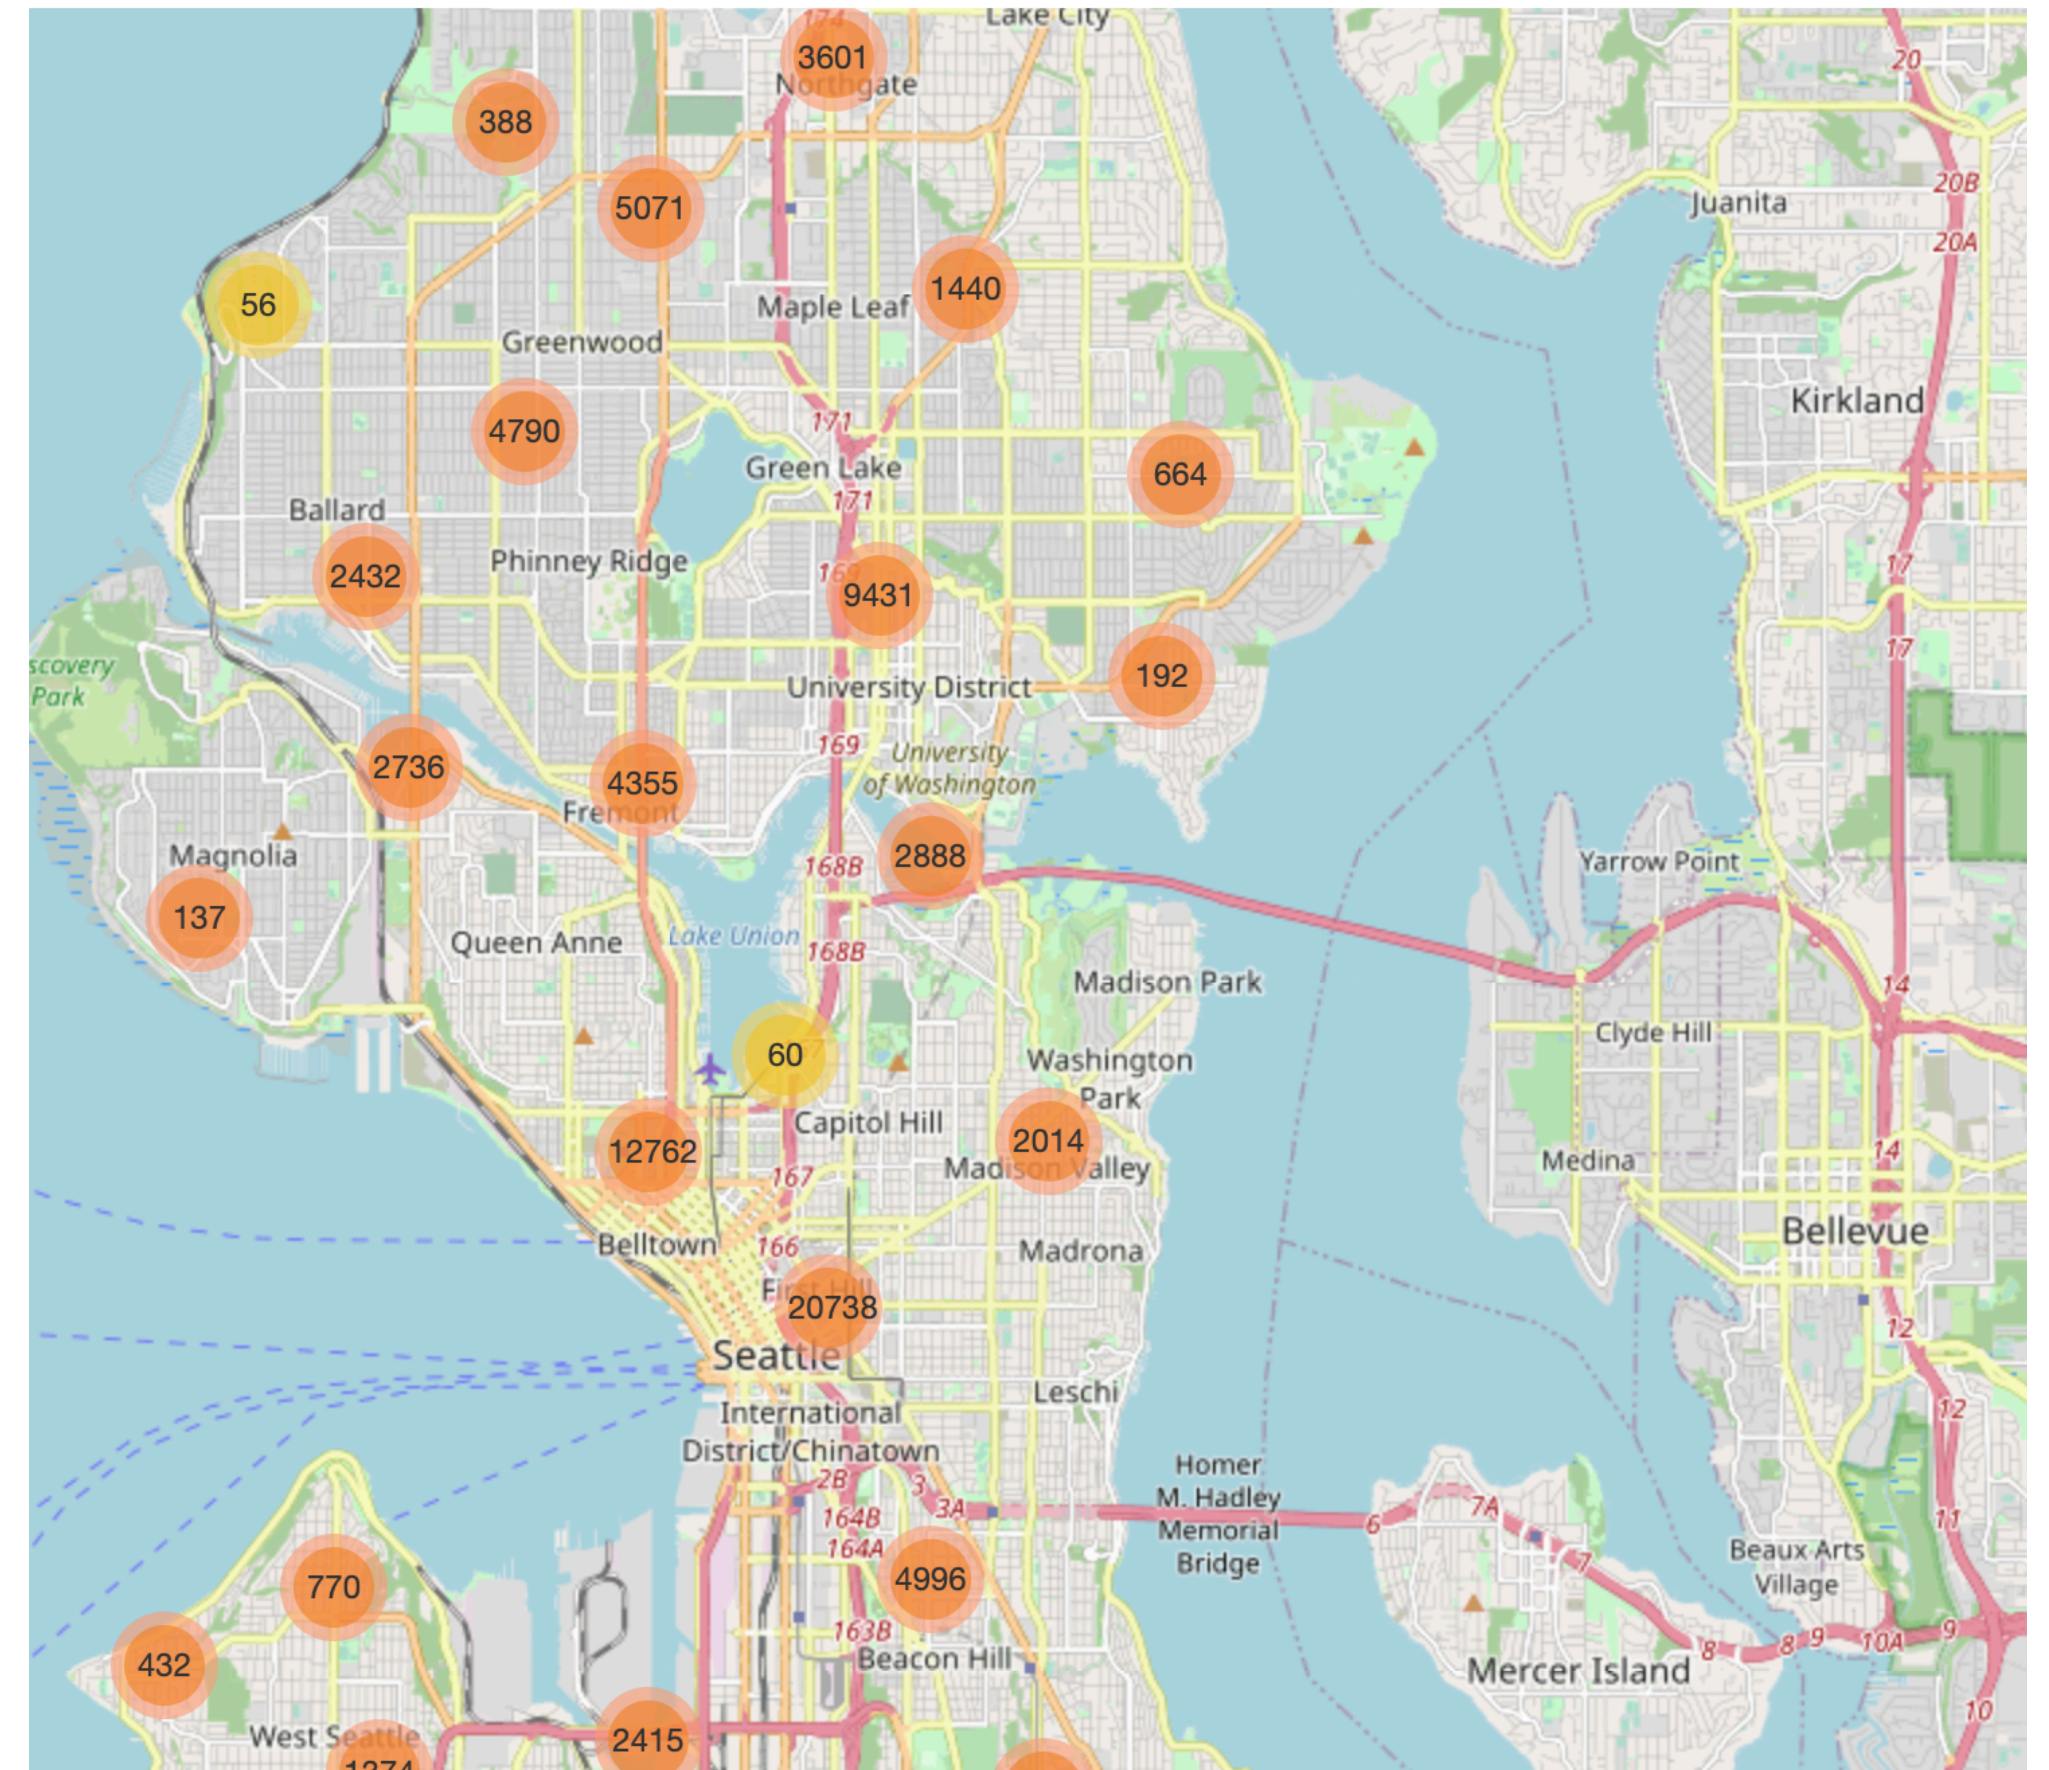 174
Lake City
3601
Northgate
20
388
20B
5071
Juanita
20A
1440
56
Maple Leaf
Greenwood
Kirkland
171
4790
Green Lake
664
171
Ballard
Phinney Ridge
17
2432
169
9431
17
scovery
Park
192
University District
169
University
of Washington
2736
4355
Fremont
2888
Magnolia
168B
Yarrow Point
137
Lake Union
Queen Anne
168B
Madison Park
14
Clyde Hill
60
Washington
Park
Capitol Hill
2014
12762
14
Medina
Madison Valley
167
Bellevue
Belltown
166
Madrona
First Hill
20738
12
Seattle
Leschi
12
International
District/Chinatown
Homer
M. Hadley
Memorial
Bridge
2B
3
3A
7A
164B
6
11
164A
Beaux Arts
Village
7
4996
770
163B
9
8
8
9
10A
Beacon Hill
432
Mercer Island
10
West Seattle
2415
1374